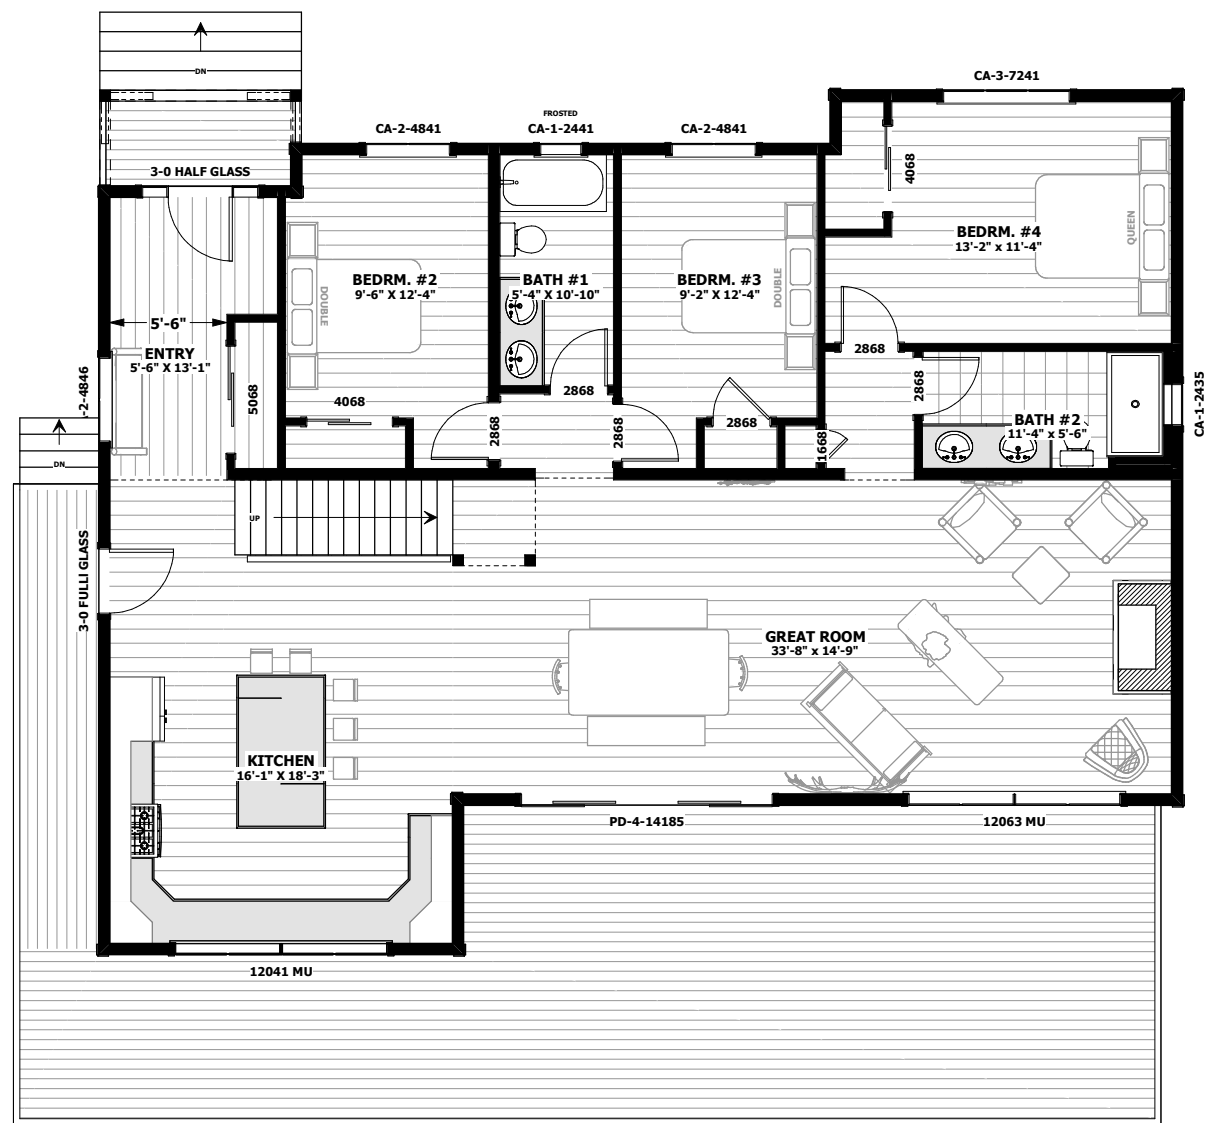 DN
CA-3-7241
FROSTED
CA-2-4841
CA-1-2441
CA-2-4841
3-0 HALF GLASS
4068
QUEEN
BEDRM. #4
13'-2" x 11'-4"
BEDRM. #2
9'-6" X 12'-4"
DOUBLE
BATH #1
5'-4" X 10'-10"
BEDRM. #3
9'-2" X 12'-4"
DOUBLE
5'-6"
ENTRY
5'-6" X 13'-1"
2868
-2-4846
5068
4068
2868
2868
2868
2868
2868
1668
BATH #2
11'-4" x 5'-6"
CA-1-2435
DN
UP
3-0 FULLI GLASS
GREAT ROOM
33'-8" x 14'-9"
KITCHEN
16'-1" X 18'-3"
PD-4-14185
12063 MU
12041 MU